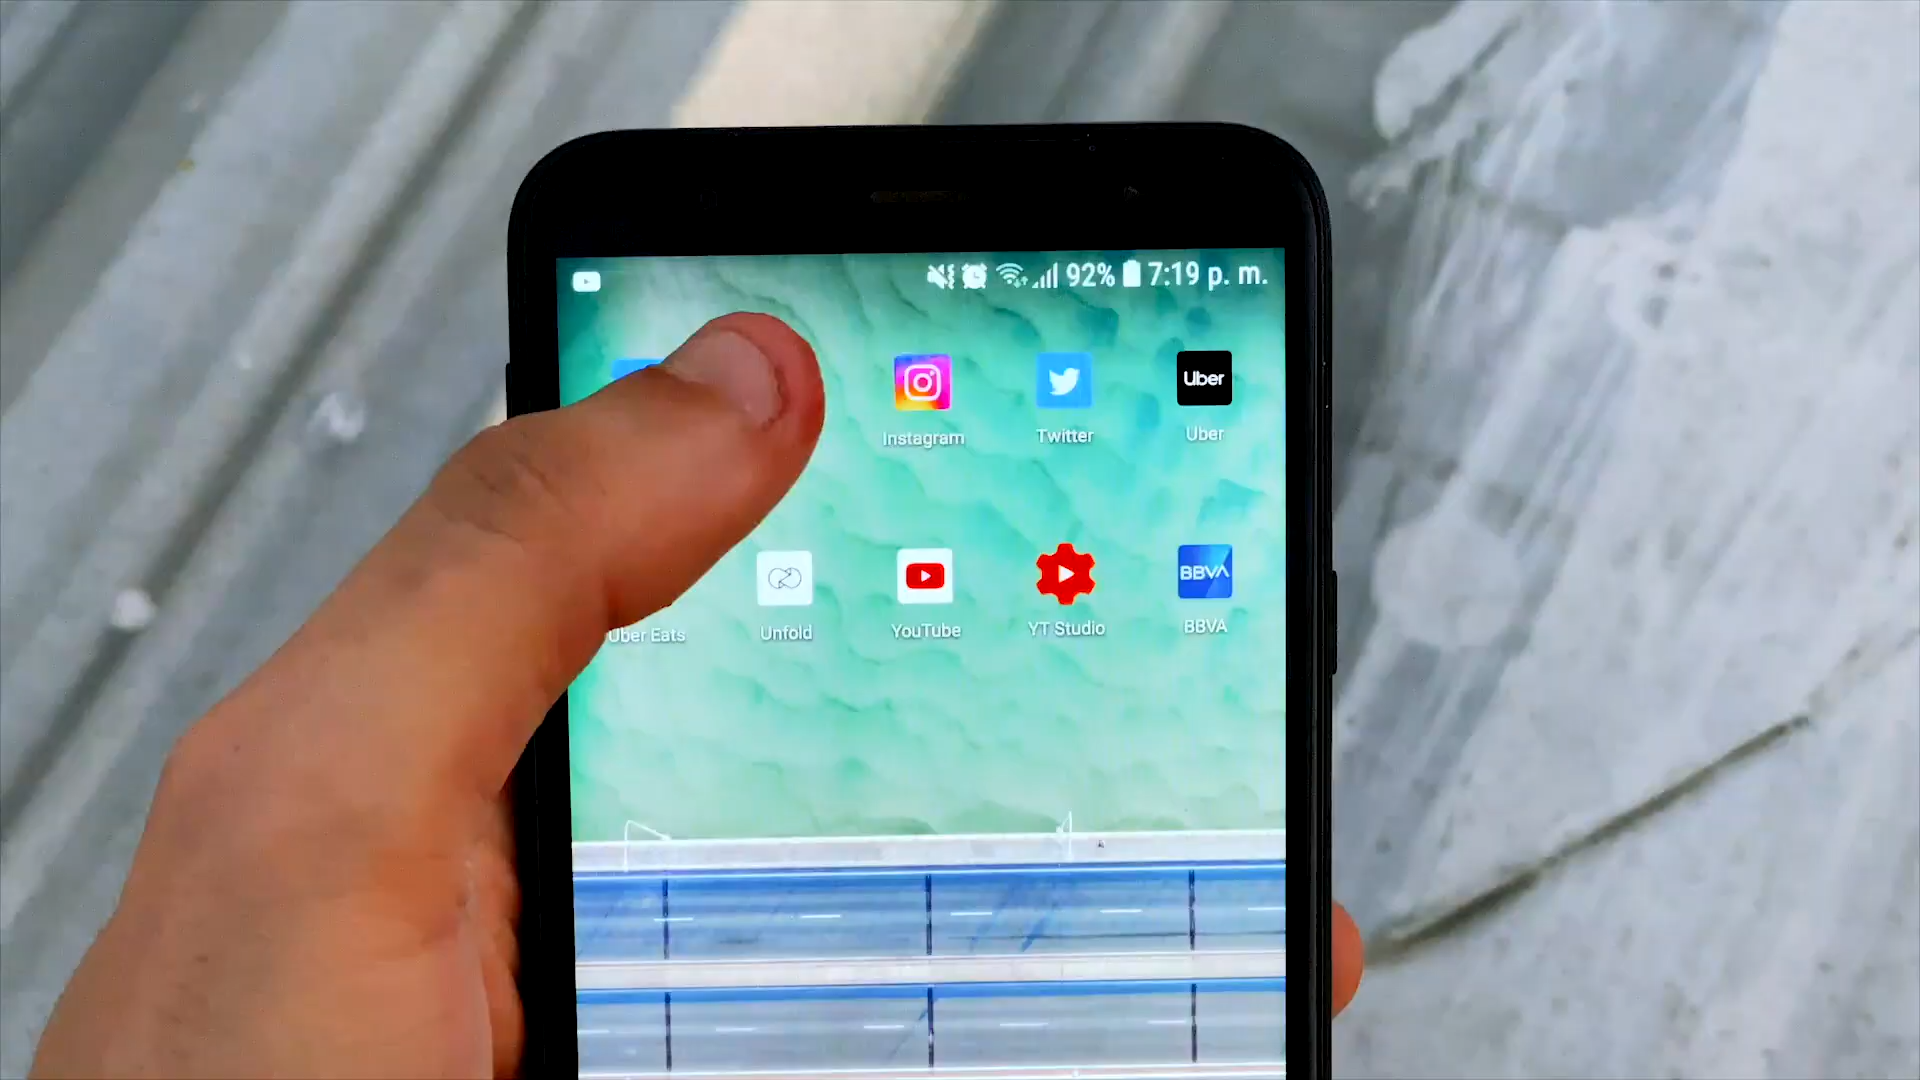 92% 7:19 p. m.
Uber
Instagram Twitter Uber
BBVA
Uber Eats Unfold YouTube YT Studio BBVA